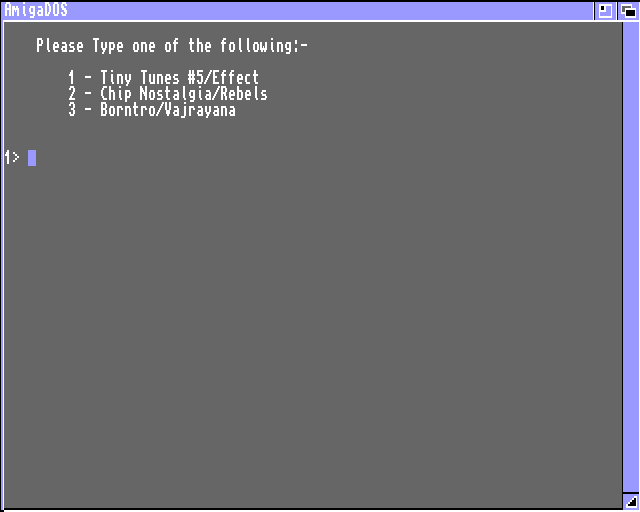 AmigaDOS
Please Type one of the following:-
1 - Tiny Tunes #5/Effect
2 - Chip Nostalgia/Rebels
3 - Borntro/Vajrayana
1>